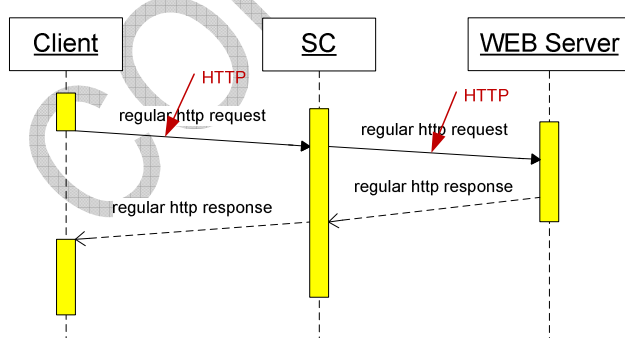 Client
SC
WEB Server
HTTP
HTTP
regular http request
regular http request
regular http response
regular http response